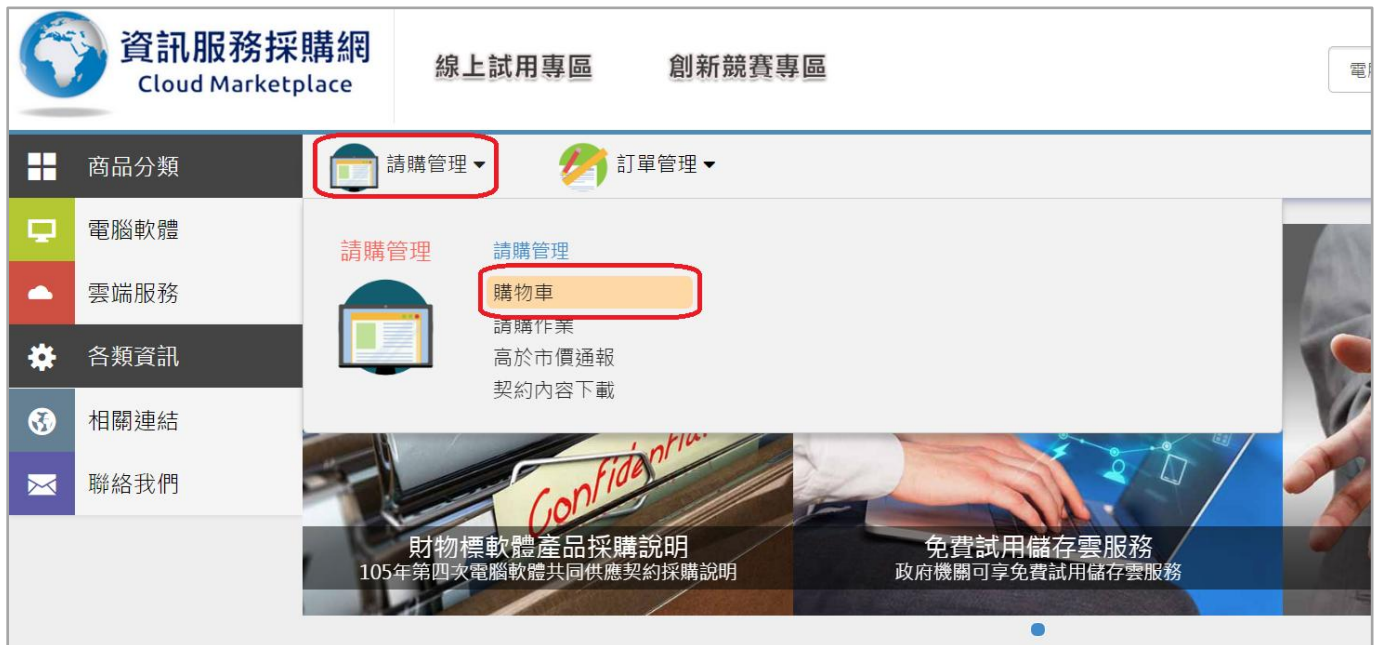 資訊服務採購網
Cloud Marketplace
線上試用專區
創新競賽專區
商品分類
請購管理
訂單管理
電腦軟體
雲端服務
各類資訊
相關連結
聯絡我們
請購管理
請購管理
購物車
請購作業
高於市價通報
契約內容下載
Confidential
財物標軟體產品採購說明
105年第四次電腦軟體共同供應契約採購說明
免費試用儲存雲服務
政府機關可享免費試用儲存雲服務